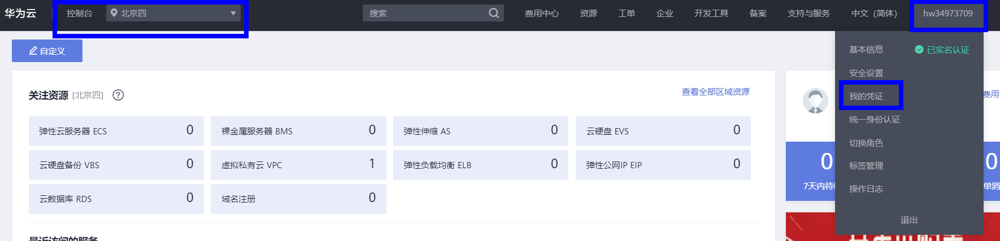 华为云 控制台 北京四 搜索 费用中心 资源 工单 企业 开发工具 备案 支持与服务 中文（简体） hw34973709
自定义
基本信息 已实名认证
安全设置
我的凭证
统一身份认证
切换角色
标签管理
操作日志
退出
关注资源 [北京四] ?
查看全部区域资源
弹性云服务器 ECS 0
裸金属服务器 BMS 0
弹性伸缩 AS 0
云硬盘 EVS 0
云硬盘备份 VBS 0
虚拟私有云 VPC 1
弹性负载均衡 ELB 0
弹性公网IP EIP 0
云数据库 RDS 0
域名注册 0
最近访问的服务
费用
0
7天内待
0
单消